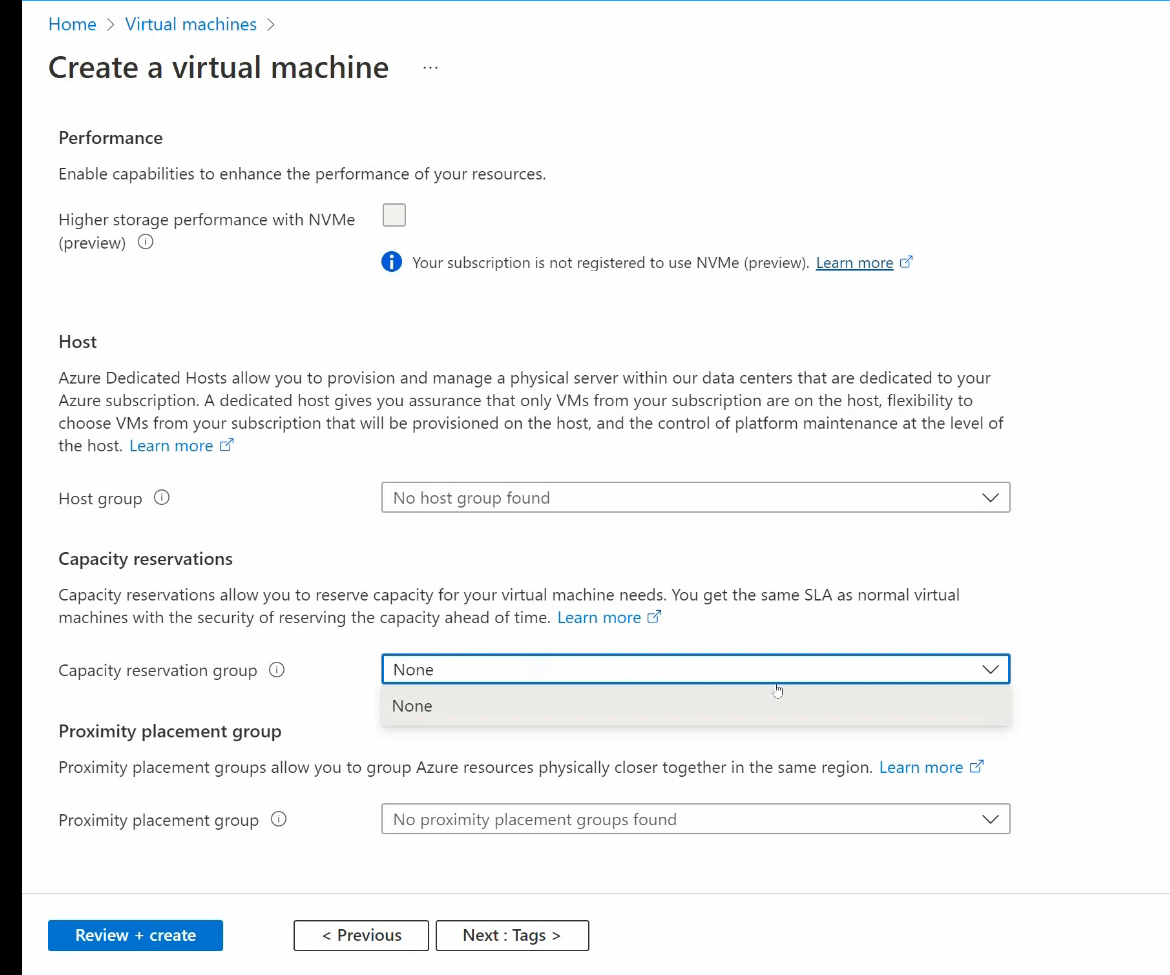 Home > Virtual machines >
Create a virtual machine ...
Performance
Enable capabilities to enhance the performance of your resources.
Higher storage performance with NVMe
(preview)
Your subscription is not registered to use NVMe (preview). Learn more
Host
Azure Dedicated Hosts allow you to provision and manage a physical server within our data centers that are dedicated to your
Azure subscription. A dedicated host gives you assurance that only VMs from your subscription are on the host, flexibility to
choose VMs from your subscription that will be provisioned on the host, and the control of platform maintenance at the level of
the host. Learn more
Host group
No host group found
Capacity reservations
Capacity reservations allow you to reserve capacity for your virtual machine needs. You get the same SLA as normal virtual
machines with the security of reserving the capacity ahead of time. Learn more
Capacity reservation group
None
None
Proximity placement group
Proximity placement groups allow you to group Azure resources physically closer together in the same region. Learn more
Proximity placement group
No proximity placement groups found
Review + create
< Previous
Next : Tags >